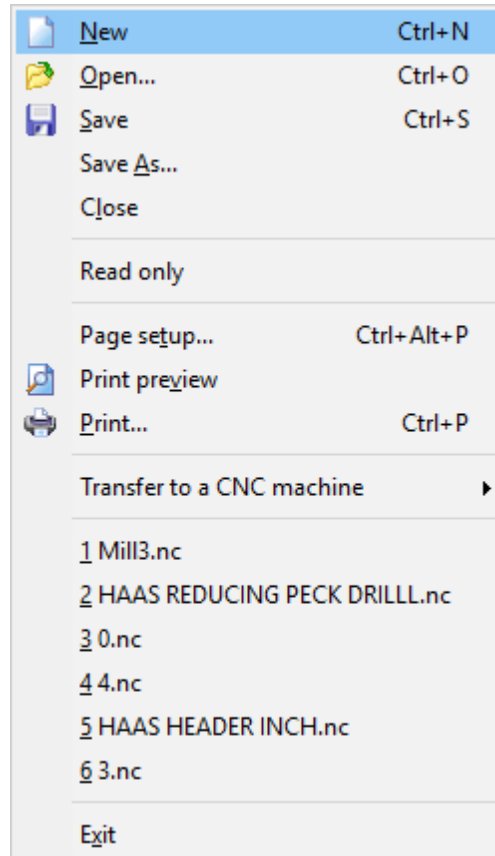 New Ctrl+N
Open... Ctrl+O
Save Ctrl+S
Save As...
Close
Read only
Page setup... Ctrl+Alt+P
Print preview
Print... Ctrl+P
Transfer to a CNC machine
1 Mill3.nc
2 HAAS REDUCING PECK DRILLL.nc
3 0.nc
4 4.nc
5 HAAS HEADER INCH.nc
6 3.nc
Exit